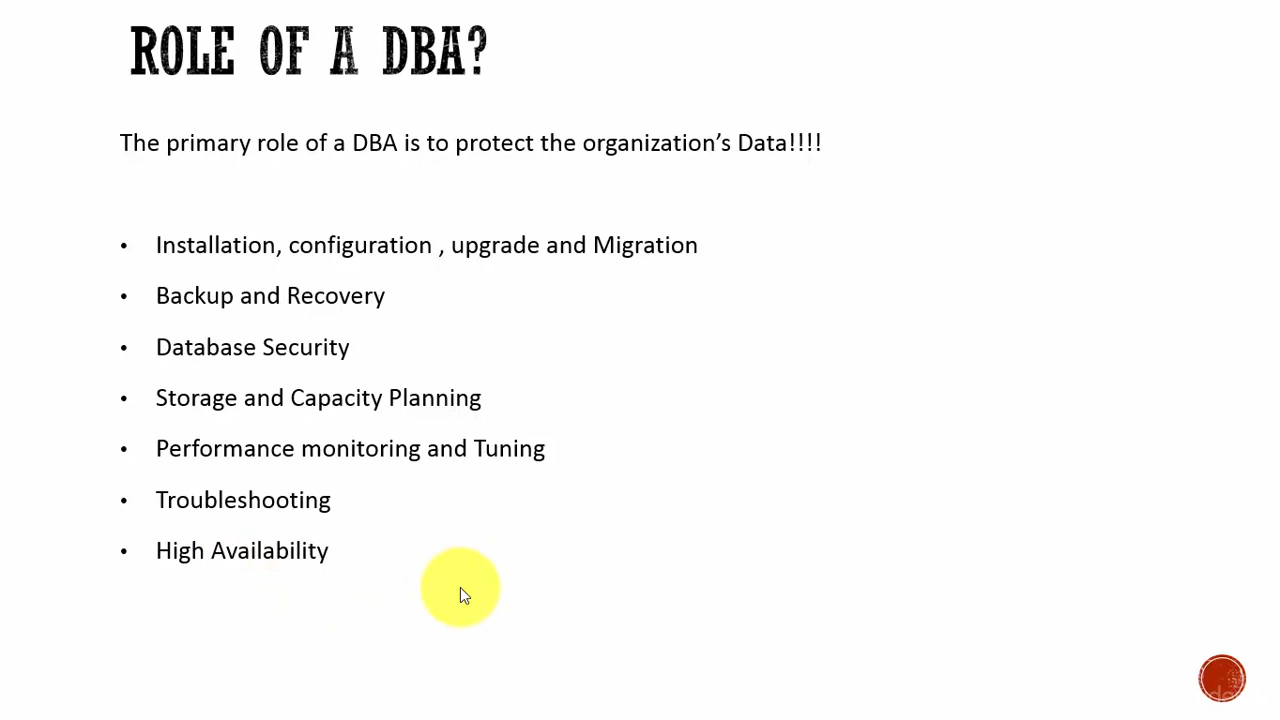 ROLE OF A DBA?
The primary role of a DBA is to protect the organization’s Data!!!!
• Installation, configuration , upgrade and Migration
• Backup and Recovery
• Database Security
• Storage and Capacity Planning
• Performance monitoring and Tuning
• Troubleshooting
• High Availability